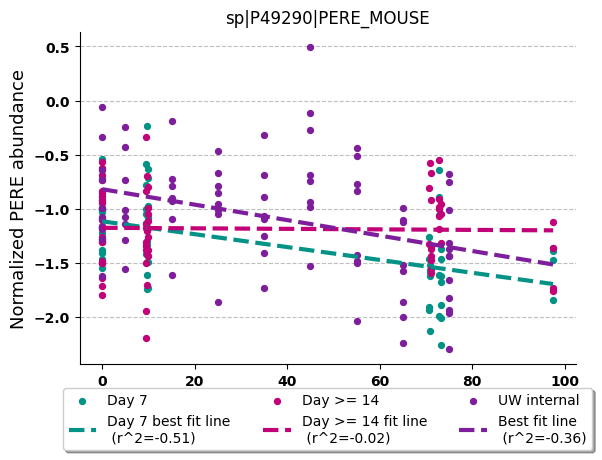 sp|P49290|PERE_MOUSE
Normalized PERE abundance
0.5
0.0
−0.5
−1.0
−1.5
−2.0
0 20 40 60 80 100
Day 7
Day 7 best fit line
(r^2=-0.51)
Day >= 14
Day >= 14 fit line
(r^2=-0.02)
UW internal
Best fit line
(r^2=-0.36)